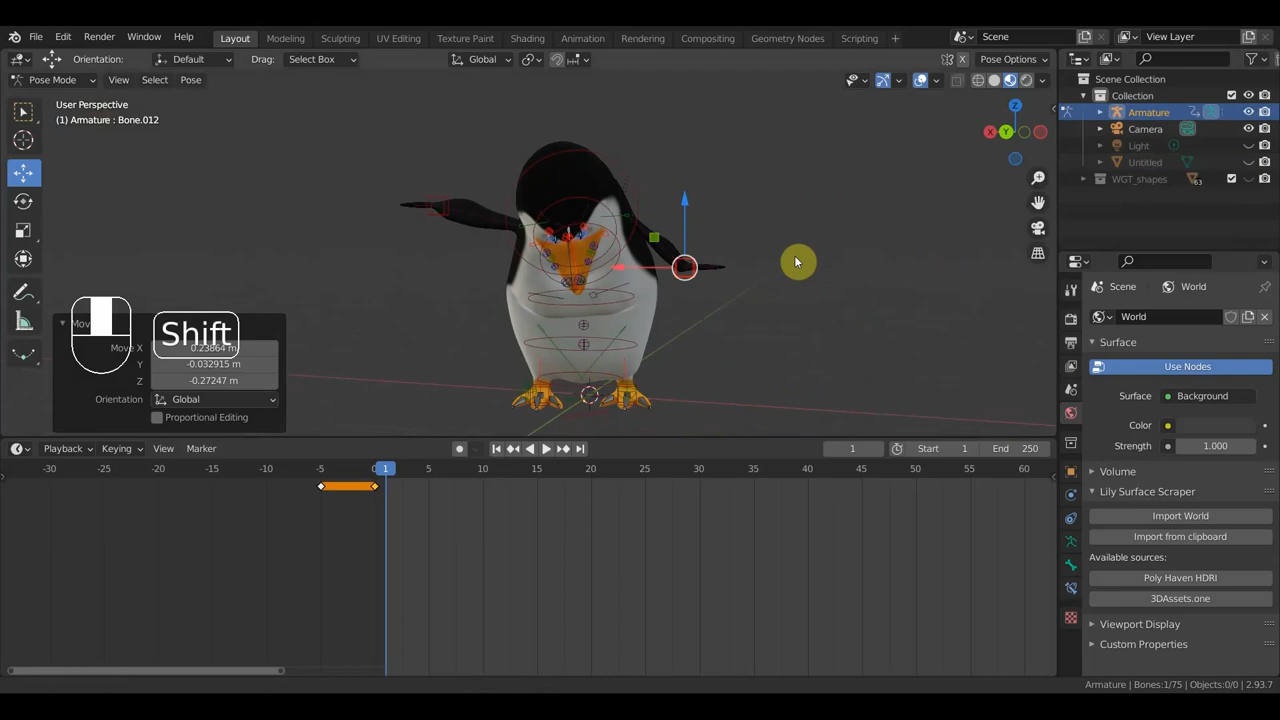 File Edit Render Window Help Layout Modeling Sculpting UV Editing Texture Paint Shading Animation Rendering Compositing Geometry Nodes Scripting + Scene View Layer
Orientation: Default Drag: Select Box Global Pose Options
Pose Mode View Select Pose
Scene Collection
Collection
Armature
Camera
Light
Untitled
WGT_shapes 63
User Perspective
(1) Armature : Bone.012
Z
X Y
Shift
Move X 0.23864 m
Y -0.032915 m
Z -0.27247 m
Orientation Global
Proportional Editing
Scene World
World
Surface
Use Nodes
Surface Background
Color
Strength 1.000
Volume
Lily Surface Scraper
Import World
Import from clipboard
Available sources:
Poly Haven HDRI
3DAssets.one
Viewport Display
Custom Properties
Playback Keying View Marker 1 Start 1 End 250
-30 -25 -20 -15 -10 -5 0 1 5 10 15 20 25 30 35 40 45 50 55 60
Armature | Bones:1/75 | Objects:0/0 | 2.93.7